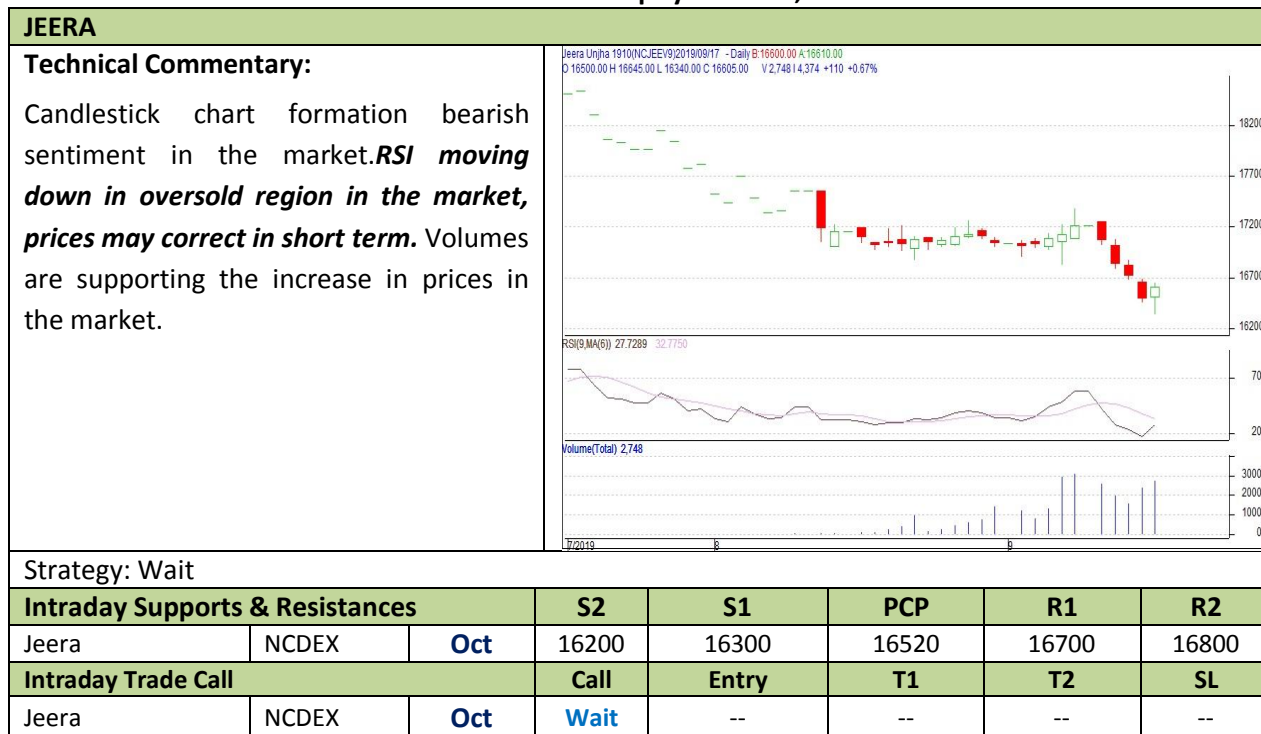 JEERA
Technical Commentary:
Candlestick chart formation bearish
sentiment in the market.RSI moving
down in oversold region in the market,
prices may correct in short term. Volumes
are supporting the increase in prices in
the market.
Jeera Unjha 1910(NCJEEV9)2019/09/17 - Daily B:16600.00 A:16610.00
O 16500.00 H 16645.00 L 16340.00 C 16605.00 V 2,748 I 4,374 +110 +0.67%
18200
17700
17200
16700
16200
RSI(9,MA(6)) 27.7289 32.7750
70
20
Volume(Total) 2,748
3000
2000
1000
0
7/2019 8 9
Strategy: Wait
Intraday Supports & Resistances S2 S1 PCP R1 R2
Jeera NCDEX Oct 16200 16300 16520 16700 16800
Intraday Trade Call Call Entry T1 T2 SL
Jeera NCDEX Oct Wait -- -- -- --